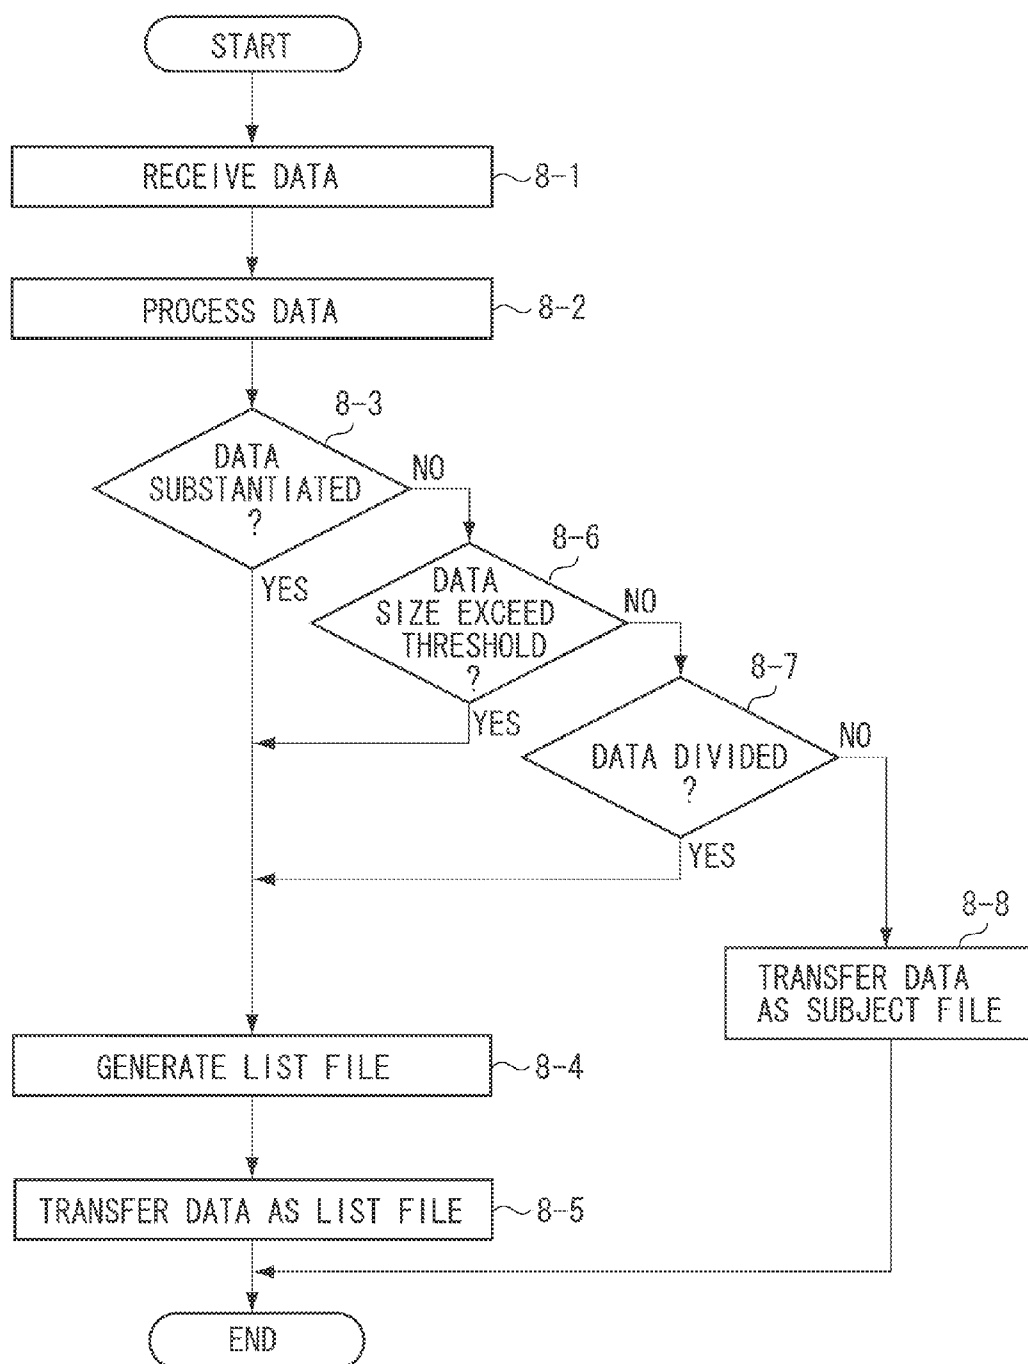 START
RECEIVE DATA
8-1
PROCESS DATA
8-2
8-3
DATA
SUBSTANTIATED
?
NO
YES
8-6
DATA
SIZE EXCEED
THRESHOLD
?
NO
YES
8-7
DATA DIVIDED
?
NO
YES
8-8
TRANSFER DATA
AS SUBJECT FILE
GENERATE LIST FILE
8-4
TRANSFER DATA AS LIST FILE
8-5
END